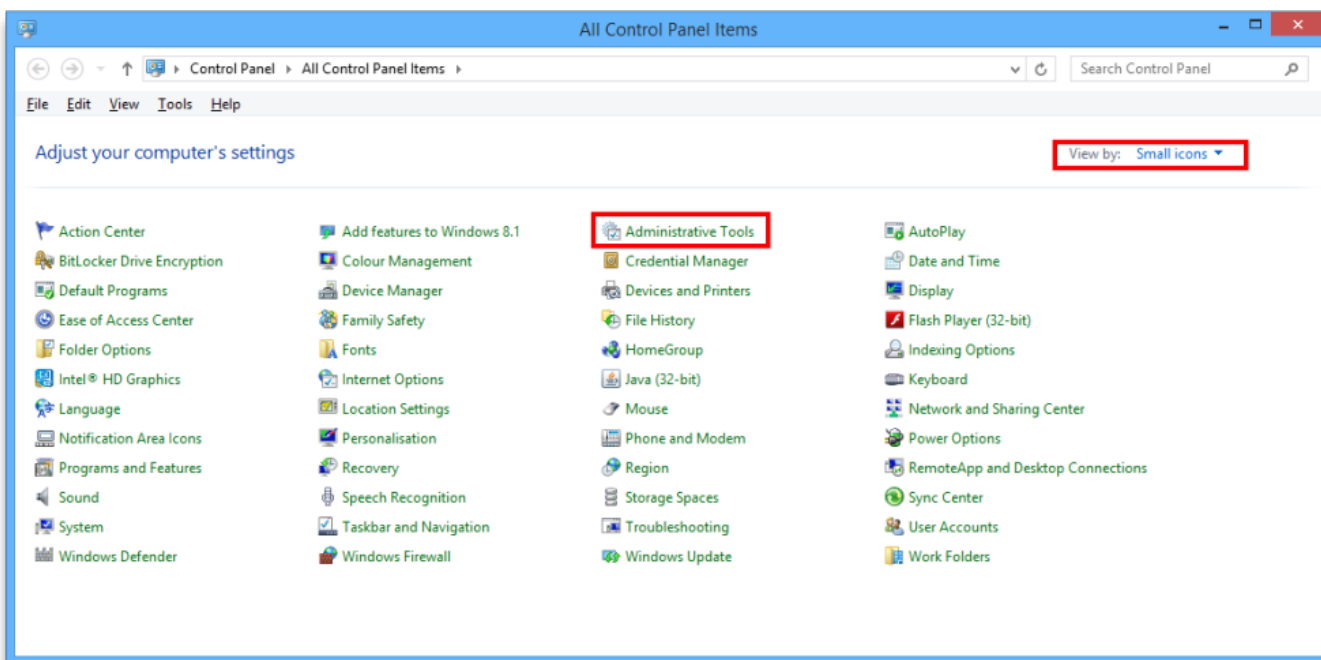 All Control Panel Items
Control Panel All Control Panel Items Search Control Panel
File Edit View Tools Help
Adjust your computer's settings View by: Small icons
Action Center Add features to Windows 8.1 Administrative Tools AutoPlay
BitLocker Drive Encryption Colour Management Credential Manager Date and Time
Default Programs Device Manager Devices and Printers Display
Ease of Access Center Family Safety File History Flash Player (32-bit)
Folder Options Fonts HomeGroup Indexing Options
Intel® HD Graphics Internet Options Java (32-bit) Keyboard
Language Location Settings Mouse Network and Sharing Center
Notification Area Icons Personalisation Phone and Modem Power Options
Programs and Features Recovery Region RemoteApp and Desktop Connections
Sound Speech Recognition Storage Spaces Sync Center
System Taskbar and Navigation Troubleshooting User Accounts
Windows Defender Windows Firewall Windows Update Work Folders